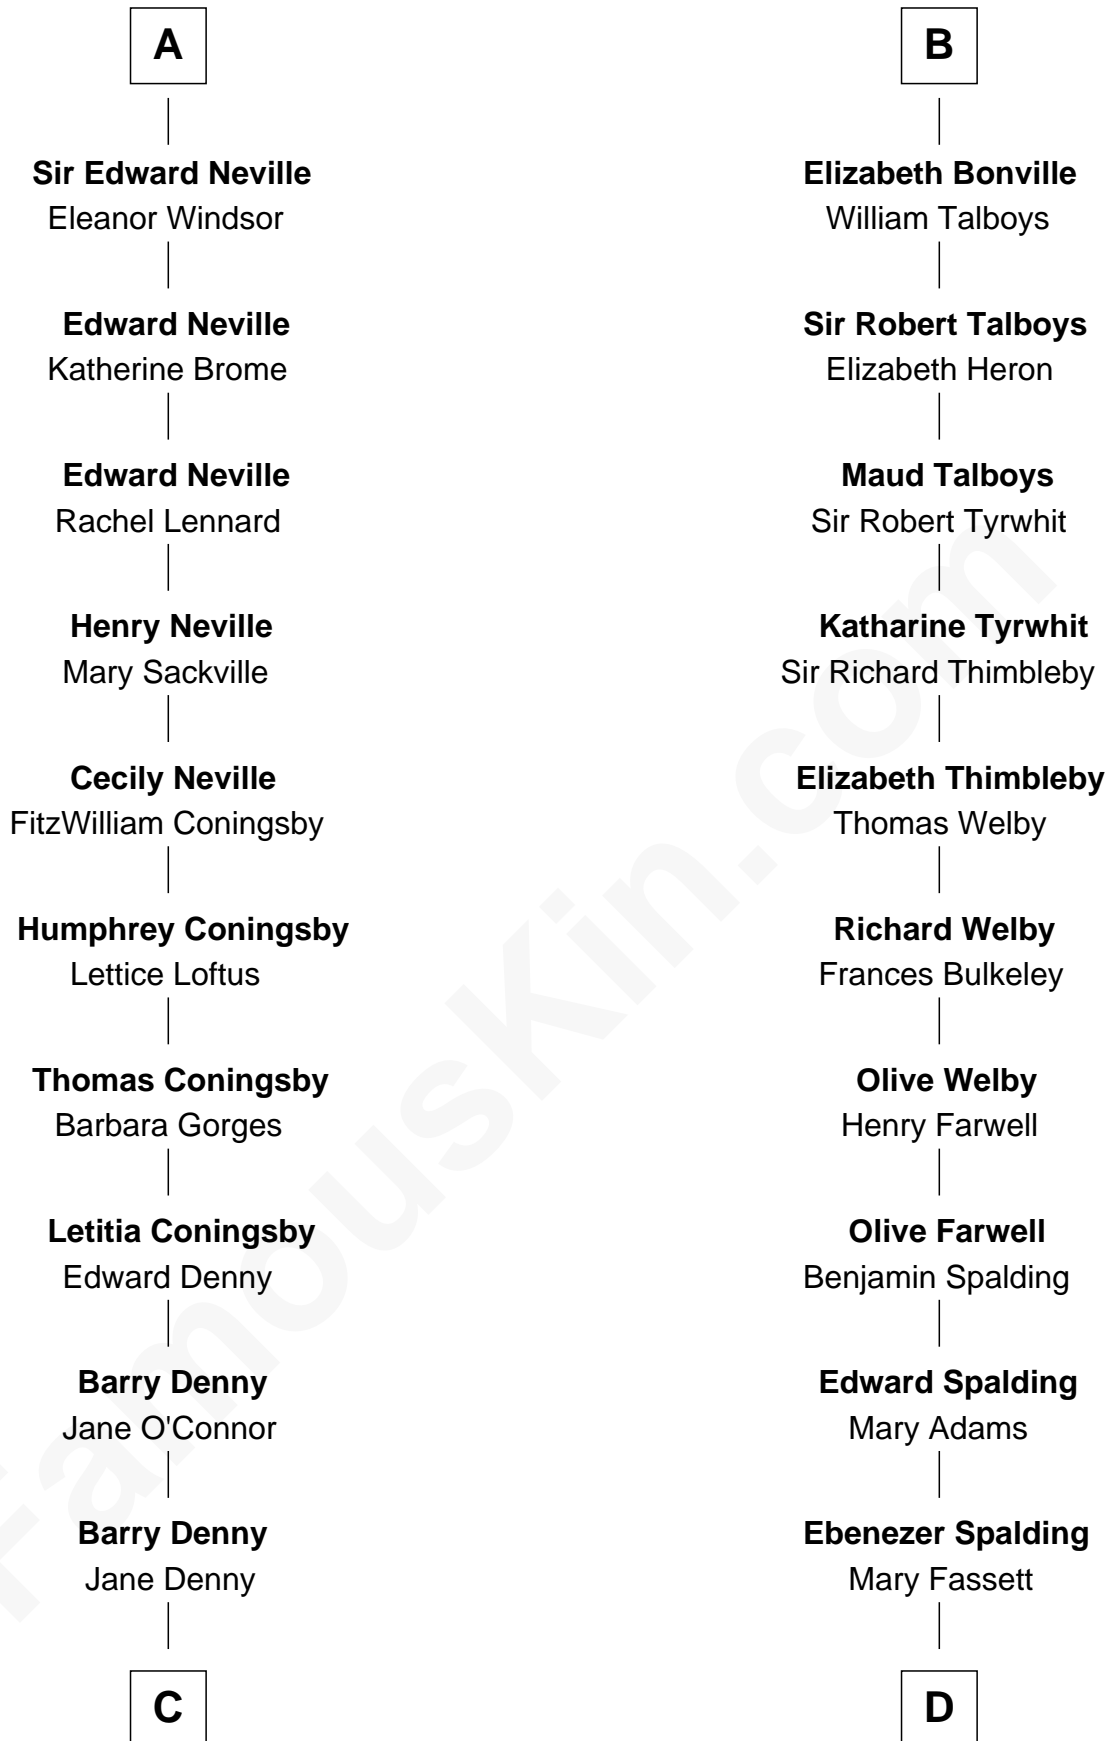 A
Sir Edward Neville
Eleanor Windsor
Edward Neville
Katherine Brome
Edward Neville
Rachel Lennard
Henry Neville
Mary Sackville
Cecily Neville
FitzWilliam Coningsby
Humphrey Coningsby
Lettice Loftus
Thomas Coningsby
Barbara Gorges
Letitia Coningsby
Edward Denny
Barry Denny
Jane O'Connor
Barry Denny
Jane Denny
C
B
Elizabeth Bonville
William Talboys
Sir Robert Talboys
Elizabeth Heron
Maud Talboys
Sir Robert Tyrwhit
Katharine Tyrwhit
Sir Richard Thimbleby
Elizabeth Thimbleby
Thomas Welby
Richard Welby
Frances Bulkeley
Olive Welby
Henry Farwell
Olive Farwell
Benjamin Spalding
Edward Spalding
Mary Adams
Ebenezer Spalding
Mary Fassett
D
FamousKin.com